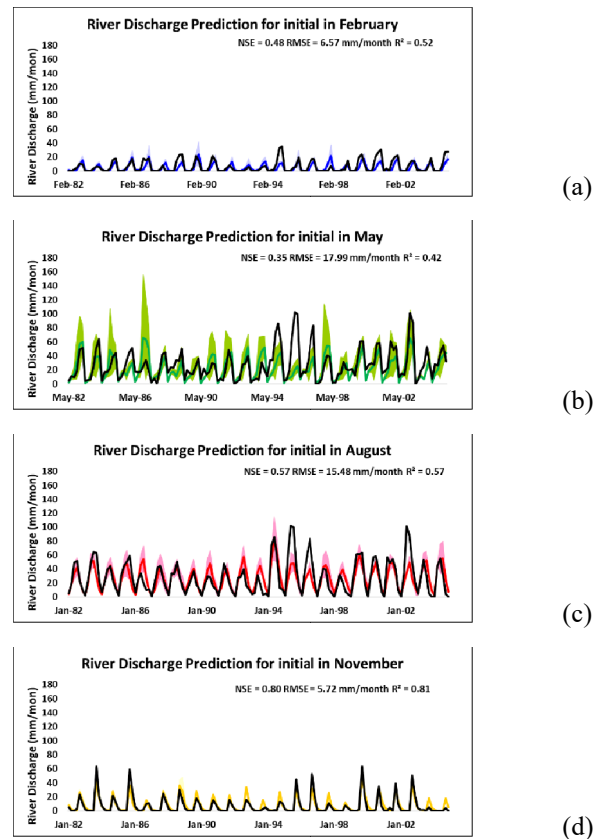 River Discharge Prediction for initial in February
NSE = 0.48 RMSE = 6.57 mm/month R² = 0.52
River Discharge (mm/mon)
180
160
140
120
100
80
60
40
20
0
Feb-82 Feb-86 Feb-90 Feb-94 Feb-98 Feb-02
(a)
River Discharge Prediction for initial in May
NSE = 0.35 RMSE = 17.99 mm/month R² = 0.42
River Discharge (mm/mon)
180
160
140
120
100
80
60
40
20
0
May-82 May-86 May-90 May-94 May-98 May-02
(b)
River Discharge Prediction for initial in August
NSE = 0.57 RMSE = 15.48 mm/month R² = 0.57
River Discharge (mm/mon)
180
160
140
120
100
80
60
40
20
0
Jan-82 Jan-86 Jan-90 Jan-94 Jan-98 Jan-02
(c)
River Discharge Prediction for initial in November
NSE = 0.80 RMSE = 5.72 mm/month R² = 0.81
River Discharge (mm/mon)
180
160
140
120
100
80
60
40
20
0
Jan-82 Jan-86 Jan-90 Jan-94 Jan-98 Jan-02
(d)